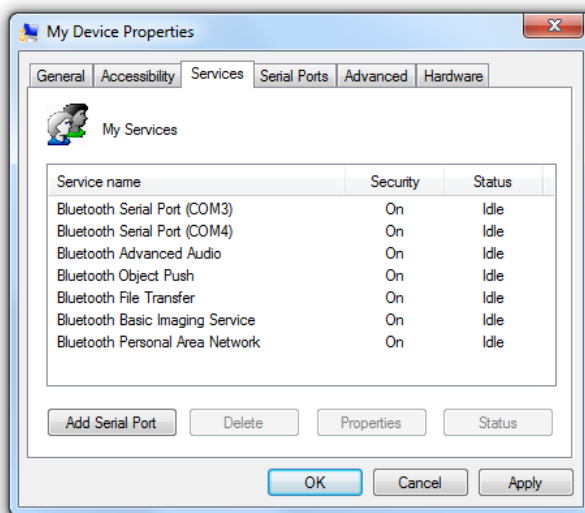 My Device Properties
General Accessibility Services Serial Ports Advanced Hardware
My Services
Service name Security Status
Bluetooth Serial Port (COM3) On Idle
Bluetooth Serial Port (COM4) On Idle
Bluetooth Advanced Audio On Idle
Bluetooth Object Push On Idle
Bluetooth File Transfer On Idle
Bluetooth Basic Imaging Service On Idle
Bluetooth Personal Area Network On Idle
Add Serial Port Delete Properties Status
OK Cancel Apply